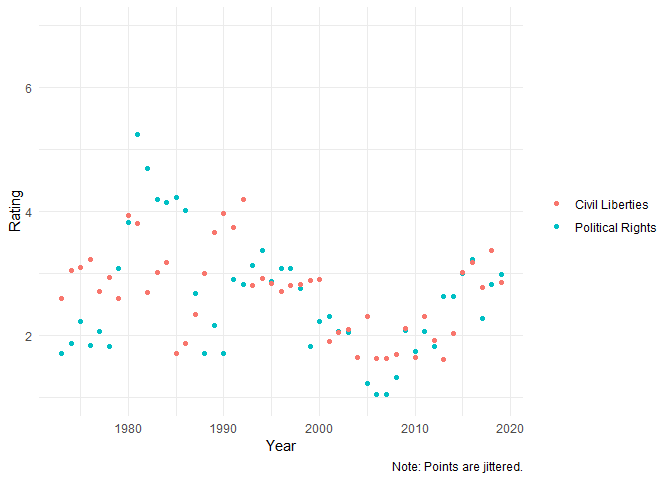 6
4
2
Rating
1980
1990
2000
2010
2020
Year
Civil Liberties
Political Rights
Note: Points are jittered.